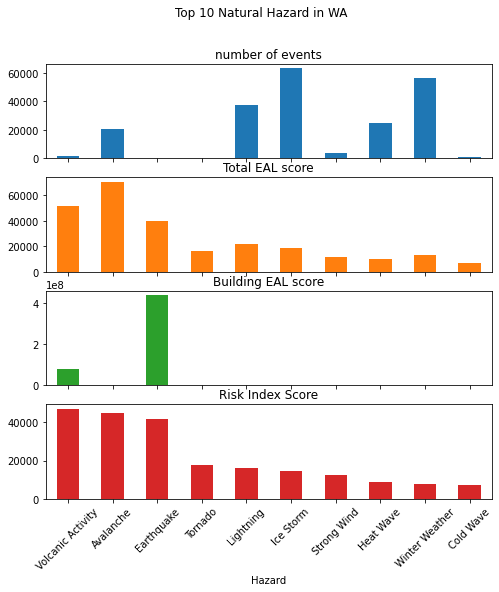 Top 10 Natural Hazard in WA
number of events
60000
40000
20000
0
Total EAL score
60000
40000
20000
0
1e8
Building EAL score
4
2
0
Risk Index Score
40000
20000
0
Volcanic Activity
Avalanche
Earthquake
Tornado
Lightning
Ice Storm
Strong Wind
Heat Wave
Winter Weather
Cold Wave
Hazard